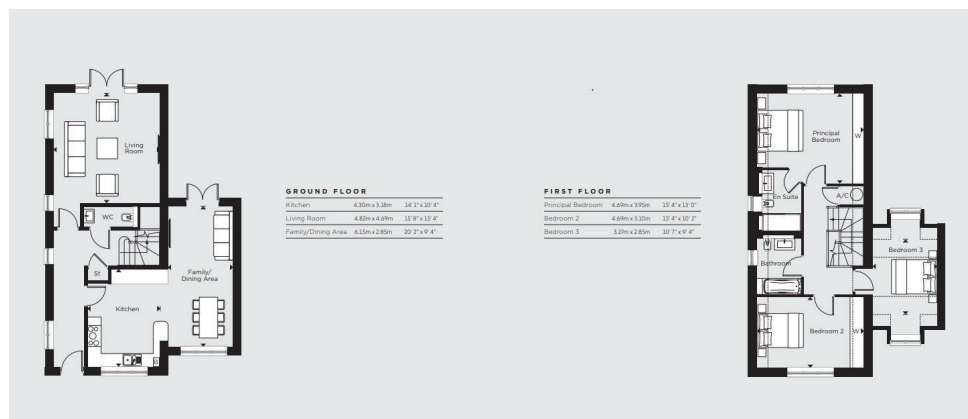 Living
Room
WC
St
Family/
Dining Area
Kitchen
GROUND FLOOR
Kitchen 4.30m x 3.18m 14' 1" x 10' 4"
Living Room 4.82m x 4.69m 15' 8" x 15' 4"
Family/Dining Area 6.15m x 2.85m 20' 2" x 9' 4"
FIRST FLOOR
Principal Bedroom 4.69m x 3.95m 15' 4" x 13' 0"
Bedroom 2 4.69m x 3.10m 15' 4" x 10' 2"
Bedroom 3 3.27m x 2.85m 10' 7" x 9' 4"
Principal
Bedroom
W
En Suite
A/C
Bathroom
Bedroom 3
Bedroom 2
W